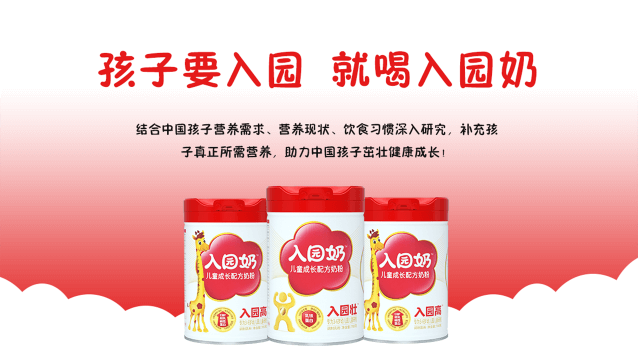 孩子要入园 就喝入园奶
结合中国孩子营养需求、营养现状、饮食习惯深入研究，补充孩
子真正所需营养，助力中国孩子茁壮健康成长！
入园奶
儿童成长配方奶粉
入园高
入园奶
儿童成长配方奶粉
入园壮
入园奶
儿童成长配方奶粉
入园高